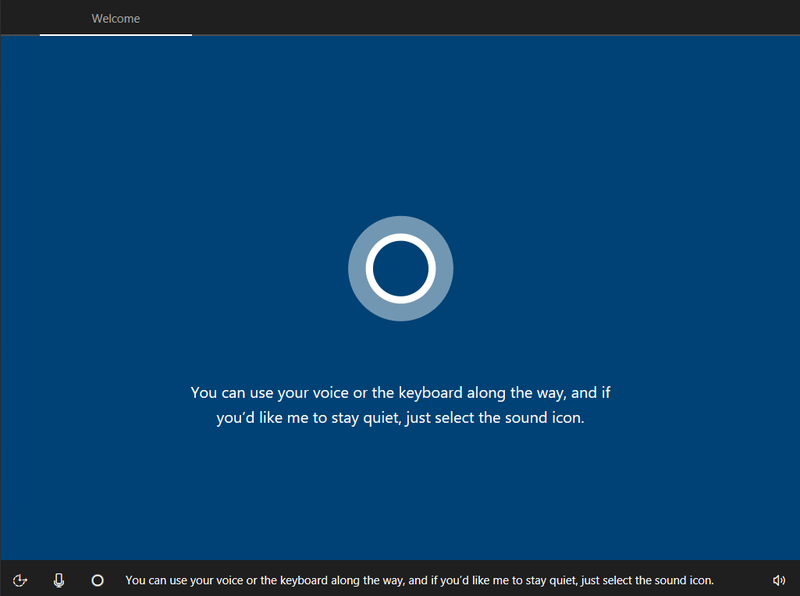 Welcome
You can use your voice or the keyboard along the way, and if
you’d like me to stay quiet, just select the sound icon.
You can use your voice or the keyboard along the way, and if you’d like me to stay quiet, just select the sound icon.